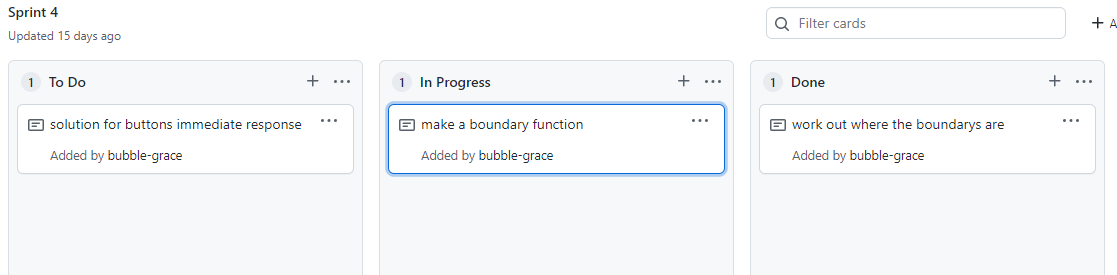 Sprint 4
Updated 15 days ago
Filter cards
+ A
1 To Do
solution for buttons immediate response
Added by bubble-grace
1 In Progress
make a boundary function
Added by bubble-grace
1 Done
work out where the boundarys are
Added by bubble-grace